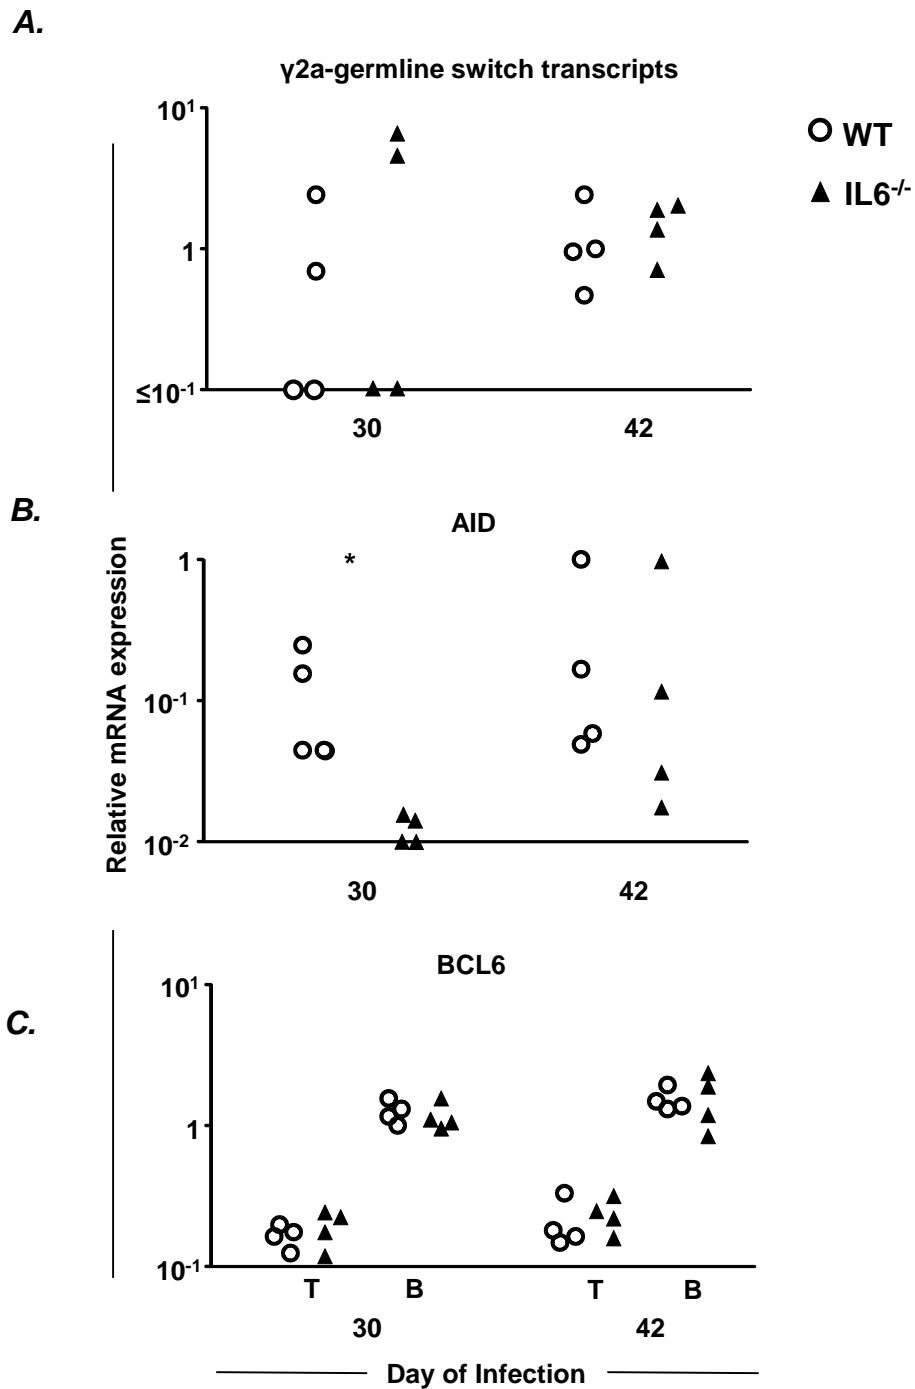 A.
γ2a-germline switch transcripts
10¹
1
≤10⁻¹
30
42
WT
IL6⁻/⁻
B.
AID
*
1
10⁻¹
10⁻²
30
42
Relative mRNA expression
C.
BCL6
10¹
1
10⁻¹
T
B
T
B
30
42
Day of Infection